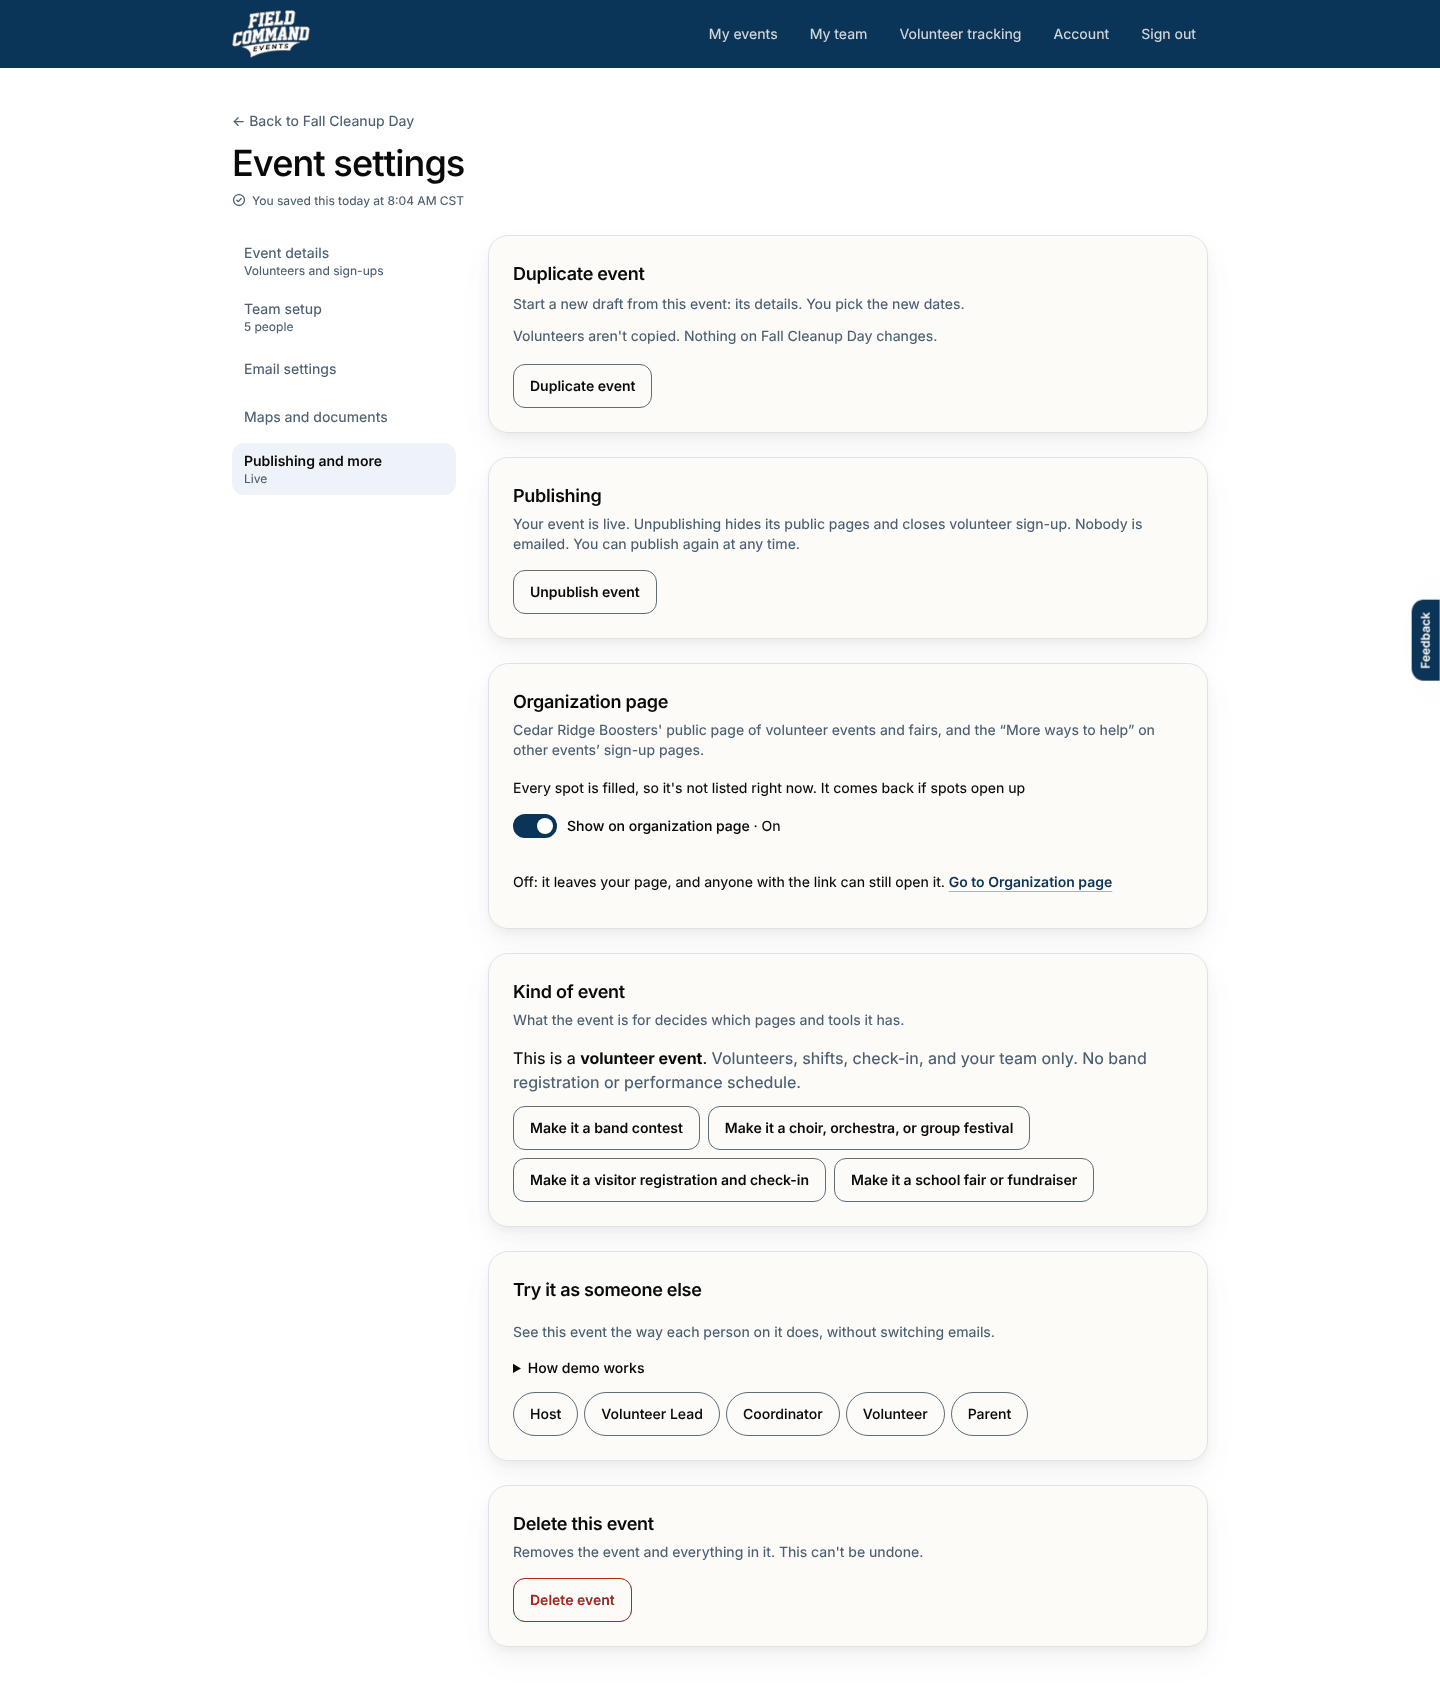 FIELD
COMMAND
EVENTS
My events
My team
Volunteer tracking
Account
Sign out
← Back to Fall Cleanup Day
Event settings
You saved this today at 8:04 AM CST
Event details
Volunteers and sign-ups
Team setup
5 people
Email settings
Maps and documents
Publishing and more
Live
Duplicate event
Start a new draft from this event: its details. You pick the new dates.
Volunteers aren't copied. Nothing on Fall Cleanup Day changes.
Duplicate event
Publishing
Your event is live. Unpublishing hides its public pages and closes volunteer sign-up. Nobody is
emailed. You can publish again at any time.
Unpublish event
Organization page
Cedar Ridge Boosters' public page of volunteer events and fairs, and the “More ways to help” on
other events’ sign-up pages.
Every spot is filled, so it's not listed right now. It comes back if spots open up
Show on organization page · On
Off: it leaves your page, and anyone with the link can still open it. Go to Organization page
Kind of event
What the event is for decides which pages and tools it has.
This is a volunteer event. Volunteers, shifts, check-in, and your team only. No band
registration or performance schedule.
Make it a band contest
Make it a choir, orchestra, or group festival
Make it a visitor registration and check-in
Make it a school fair or fundraiser
Try it as someone else
See this event the way each person on it does, without switching emails.
▶ How demo works
Host
Volunteer Lead
Coordinator
Volunteer
Parent
Delete this event
Removes the event and everything in it. This can't be undone.
Delete event
Feedback